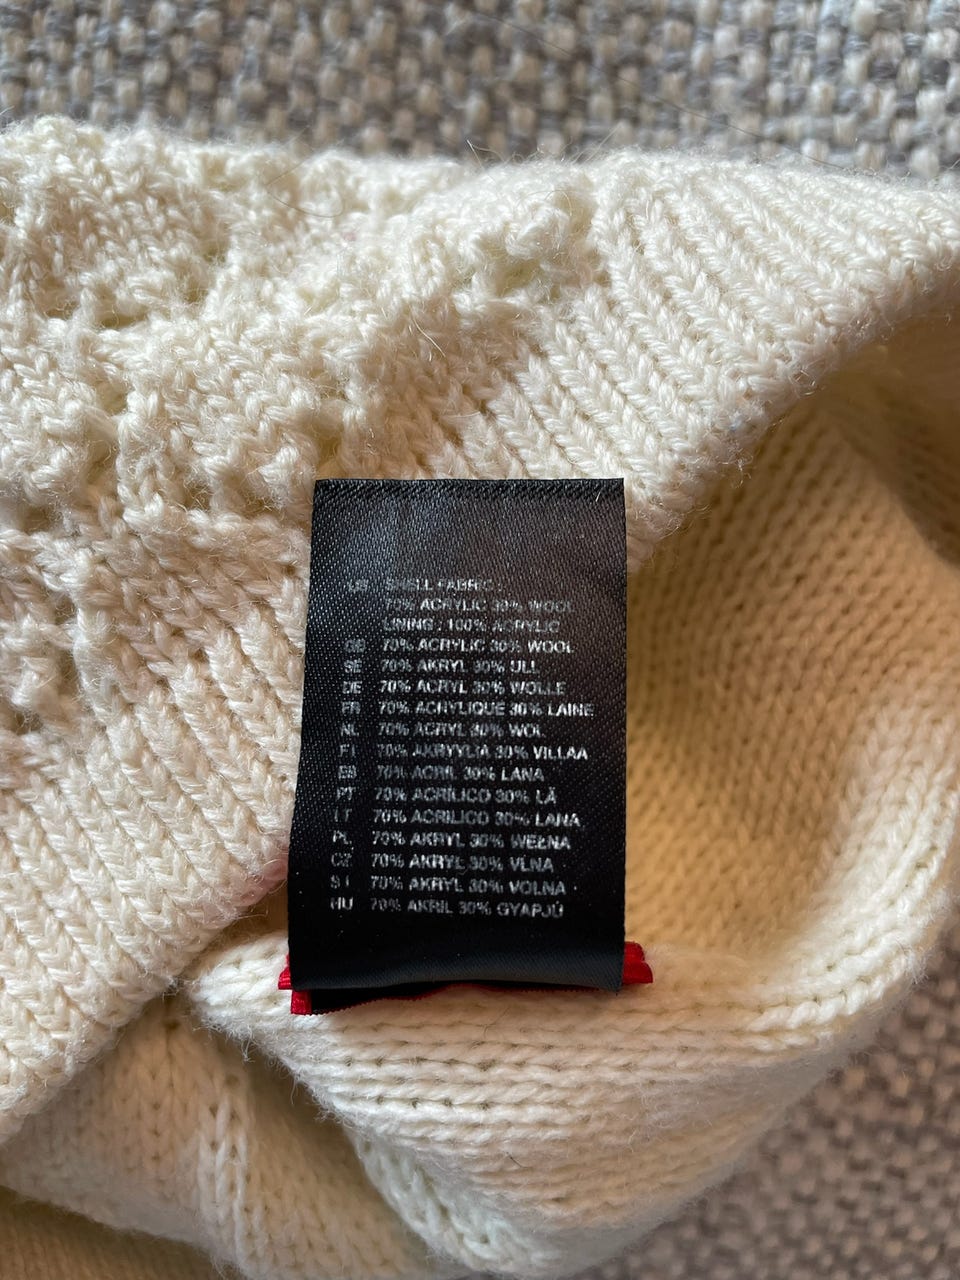 US SHELL FABRIC :
70% ACRYLIC 30% WOOL
LINING : 100% ACRYLIC
GB 70% ACRYLIC 30% WOOL
SE 70% AKRYL 30% ULL
DE 70% ACRYL 30% WOLLE
FR 70% ACRYLIQUE 30% LAINE
NL 70% ACRYL 30% WOL
FI 70% AKRYYLIA 30% VILLAA
ES 70% ACRIL 30% LANA
PT 70% ACRÍLICO 30% LÃ
IT 70% ACRILICO 30% LANA
PL 70% AKRYL 30% WEŁNA
CZ 70% AKRYL 30% VLNA
SI 70% AKRYL 30% VOLNA
HU 70% AKRIL 30% GYAPJÚ